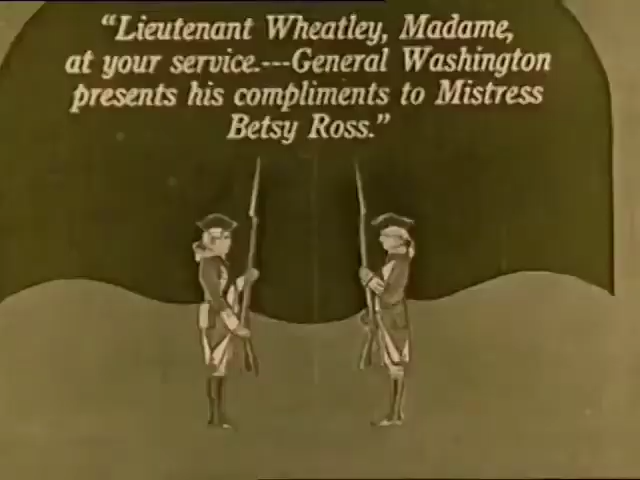 “Lieutenant Wheatley, Madame,
at your service.---General Washington
presents his compliments to Mistress
Betsy Ross.”